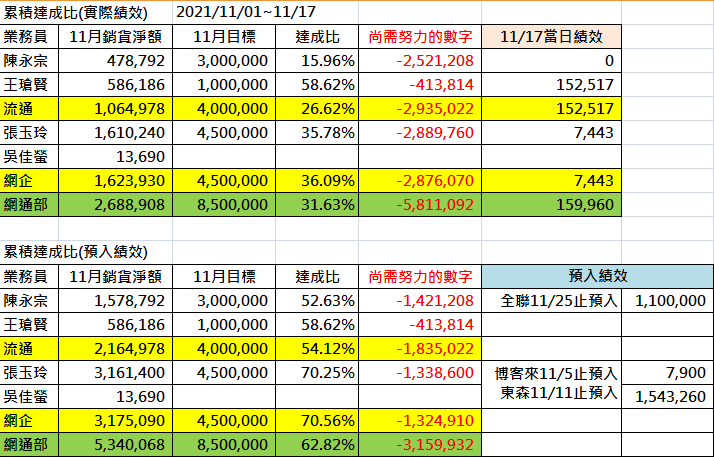 累積達成比(實際績效) 2021/11/01~11/17
業務員 11月銷貨淨額 11月目標 達成比 尚需努力的數字 11/17當日績效
陳永宗 478,792 3,000,000 15.96% -2,521,208 0
王瑲賢 586,186 1,000,000 58.62% -413,814 152,517
流通 1,064,978 4,000,000 26.62% -2,935,022 152,517
張玉玲 1,610,240 4,500,000 35.78% -2,889,760 7,443
吳佳螢 13,690
網企 1,623,930 4,500,000 36.09% -2,876,070 7,443
網通部 2,688,908 8,500,000 31.63% -5,811,092 159,960
累積達成比(預入績效)
業務員 11月銷貨淨額 11月目標 達成比 尚需努力的數字 預入績效
陳永宗 1,578,792 3,000,000 52.63% -1,421,208 全聯11/25止預入 1,100,000
王瑲賢 586,186 1,000,000 58.62% -413,814
流通 2,164,978 4,000,000 54.12% -1,835,022
張玉玲 3,161,400 4,500,000 70.25% -1,338,600 博客來11/5止預入 7,900
吳佳螢 13,690 東森11/11止預入 1,543,260
網企 3,175,090 4,500,000 70.56% -1,324,910
網通部 5,340,068 8,500,000 62.82% -3,159,932